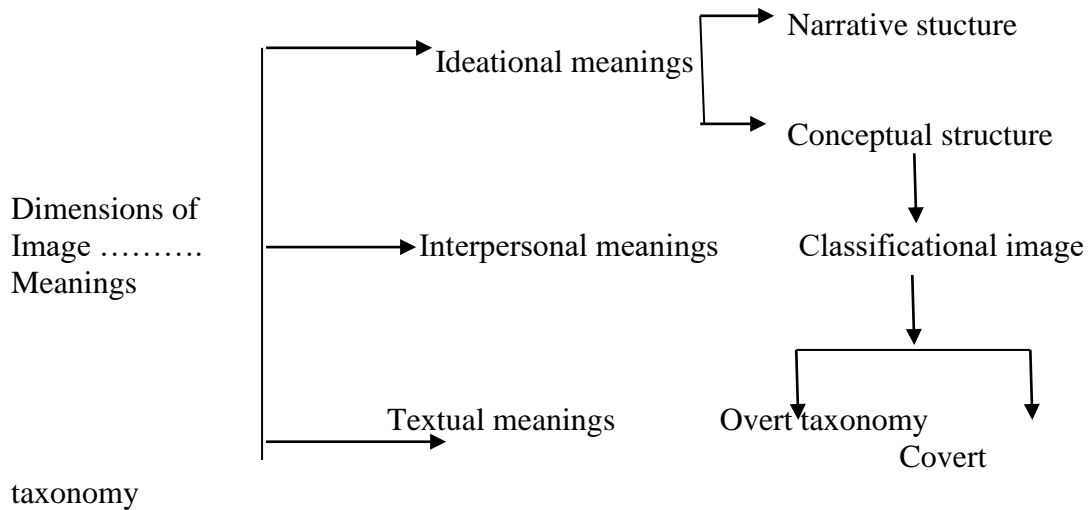 Narrative stucture
Ideational meanings
Conceptual structure
Dimensions of
Image ……….
Meanings
Interpersonal meanings
Classificational image
Textual meanings
Overt taxonomy
Covert
taxonomy